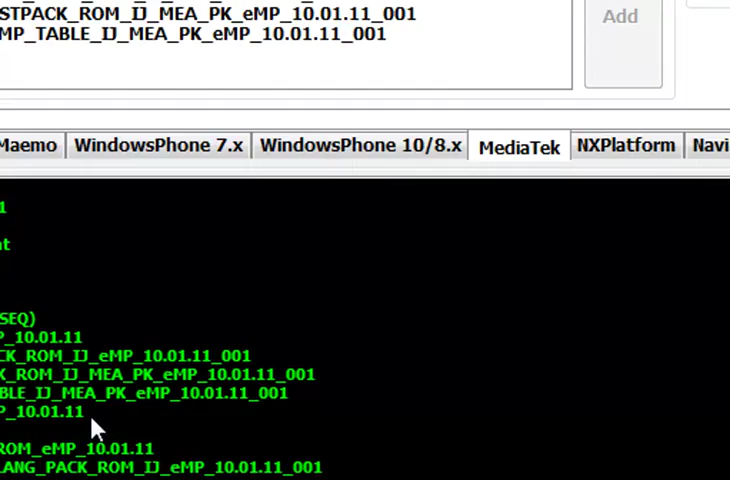 STPACK_ROM_IJ_MEA_PK_eMP_10.01.11_001
MP_TABLE_IJ_MEA_PK_eMP_10.01.11_001
Add
Maemo WindowsPhone 7.x WindowsPhone 10/8.x MediaTek NXPlatform Navi
1
nt
SEQ)
P_10.01.11
CK_ROM_IJ_eMP_10.01.11_001
K_ROM_IJ_MEA_PK_eMP_10.01.11_001
BLE_IJ_MEA_PK_eMP_10.01.11_001
P_10.01.11
ROM_eMP_10.01.11
LANG_PACK_ROM_IJ_eMP_10.01.11_001